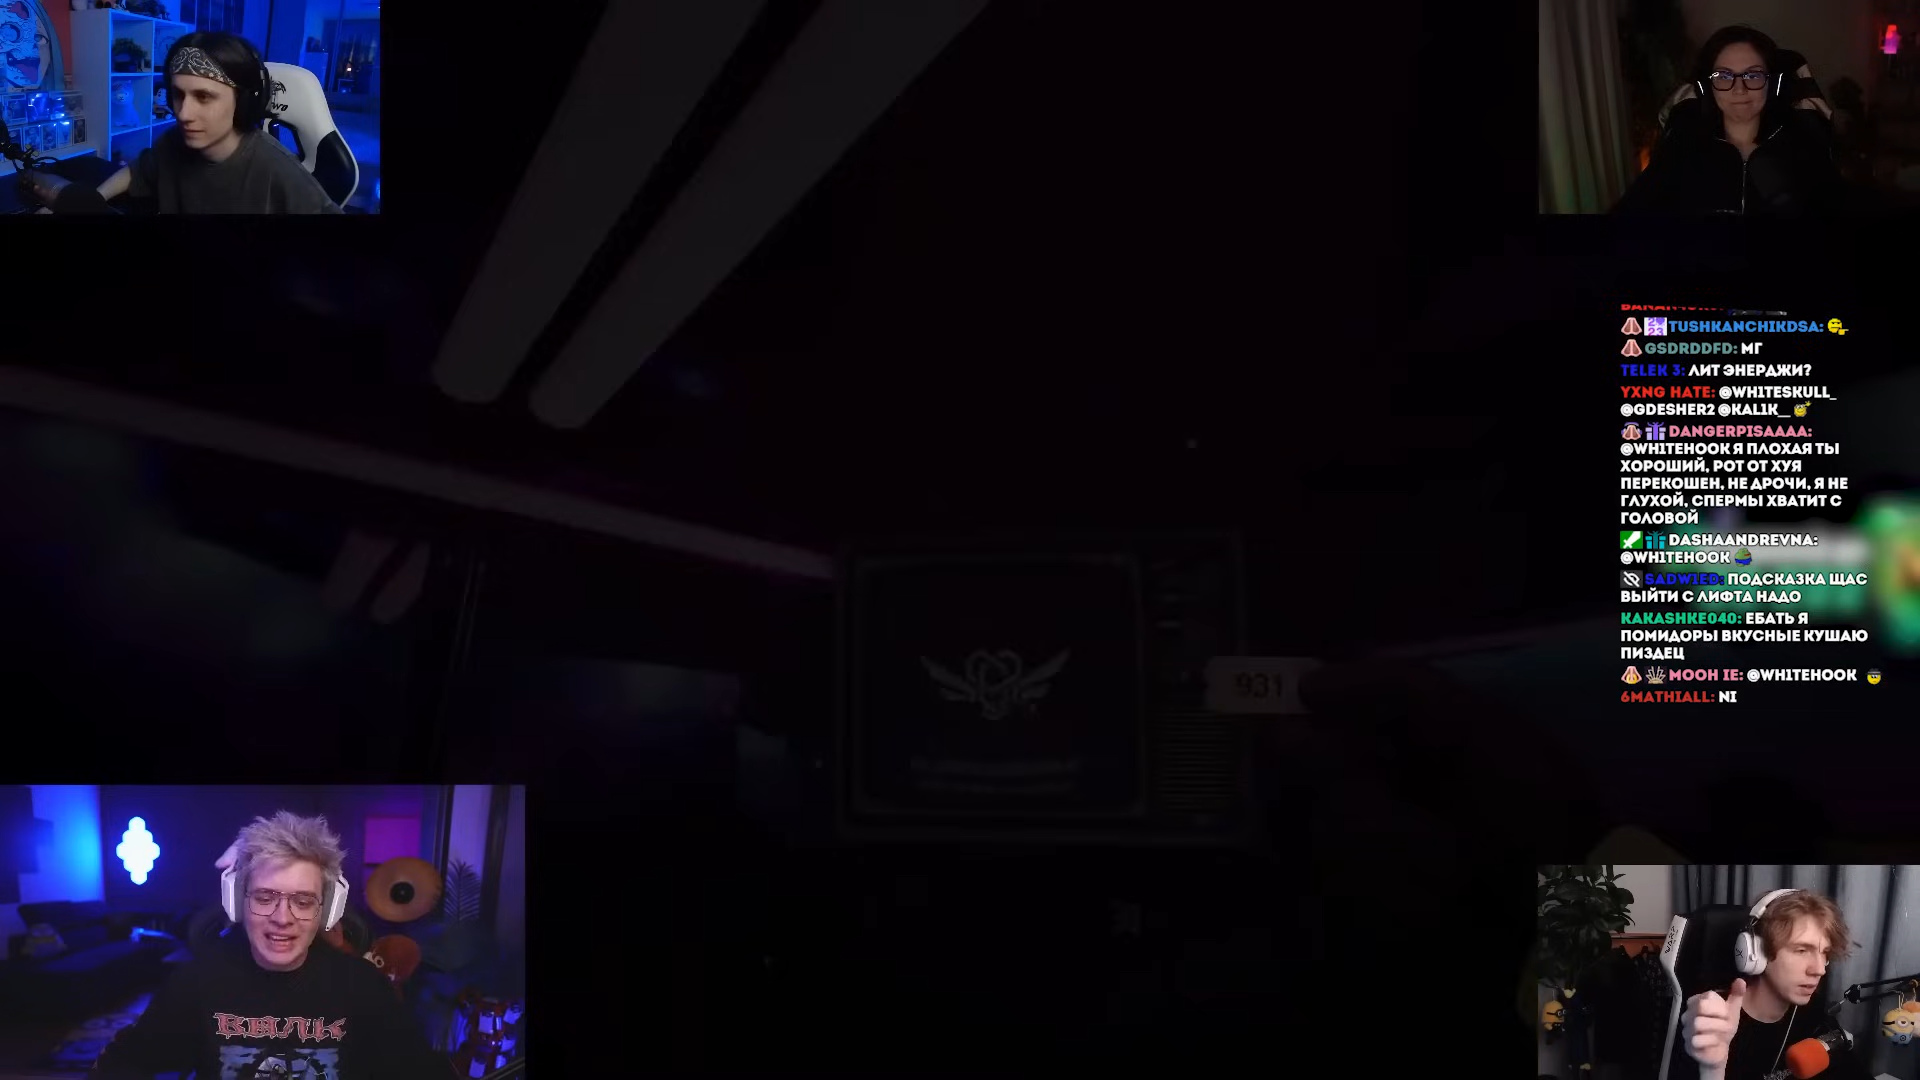 TUSHKANCHIKDSA:
GSDRDDFD: МГ
TELEK 3: ЛИТ ЭНЕРДЖИ?
YXNG HATE: @WH1TESKULL_
@GDESHER2 @KAL1K__
DANGERPISAAAA:
@WH1TEHOOK Я ПЛОХАЯ ТЫ
ХОРОШИЙ, РОТ ОТ ХУЯ
ПЕРЕКОШЕН, НЕ ДРОЧИ, Я НЕ
ГЛУХОЙ, СПЕРМЫ ХВАТИТ С
ГОЛОВОЙ
DASHAANDREVNA:
@WH1TEHOOK
SADW1ED: ПОДСКАЗКА ЩАС
ВЫЙТИ С ЛИФТА НАДО
KAKASHKE040: ЕБАТЬ Я
ПОМИДОРЫ ВКУСНЫЕ КУШАЮ
ПИЗДЕЦ
MOOH IE: @WH1TEHOOK
6MATHIALL: NI
931